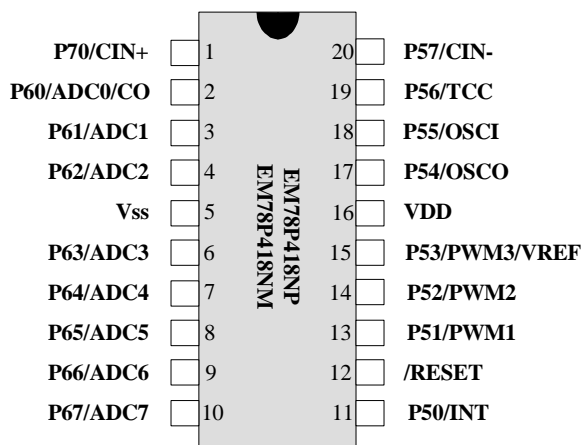 P70/CIN+ 1 20 P57/CIN-
P60/ADC0/CO 2 19 P56/TCC
P61/ADC1 3 18 P55/OSCI
P62/ADC2 4 17 P54/OSCO
Vss 5 16 VDD
P63/ADC3 6 15 P53/PWM3/VREF
P64/ADC4 7 14 P52/PWM2
P65/ADC5 8 13 P51/PWM1
P66/ADC6 9 12 /RESET
P67/ADC7 10 11 P50/INT
EM78P418NP
EM78P418NM